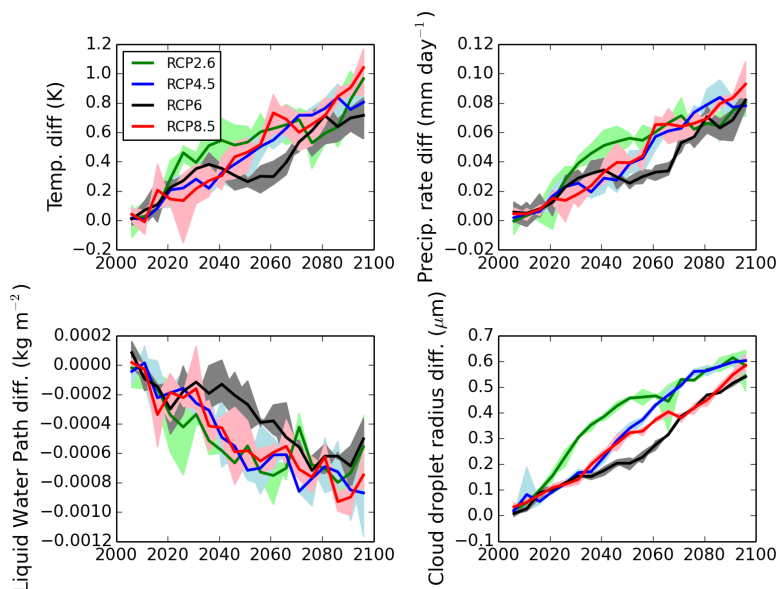 Temp. diff (K)
1.2
1.0
0.8
0.6
0.4
0.2
0.0
−0.2
RCP2.6
RCP4.5
RCP6
RCP8.5
2000 2020 2040 2060 2080 2100
Precip. rate diff (mm day−1)
0.12
0.10
0.08
0.06
0.04
0.02
0.00
−0.02
2000 2020 2040 2060 2080 2100
Liquid Water Path diff. (kg m−2)
0.0002
0.0000
−0.0002
−0.0004
−0.0006
−0.0008
−0.0010
−0.0012
2000 2020 2040 2060 2080 2100
Cloud droplet radius diff. (μm)
0.7
0.6
0.5
0.4
0.3
0.2
0.1
0.0
−0.1
2000 2020 2040 2060 2080 2100